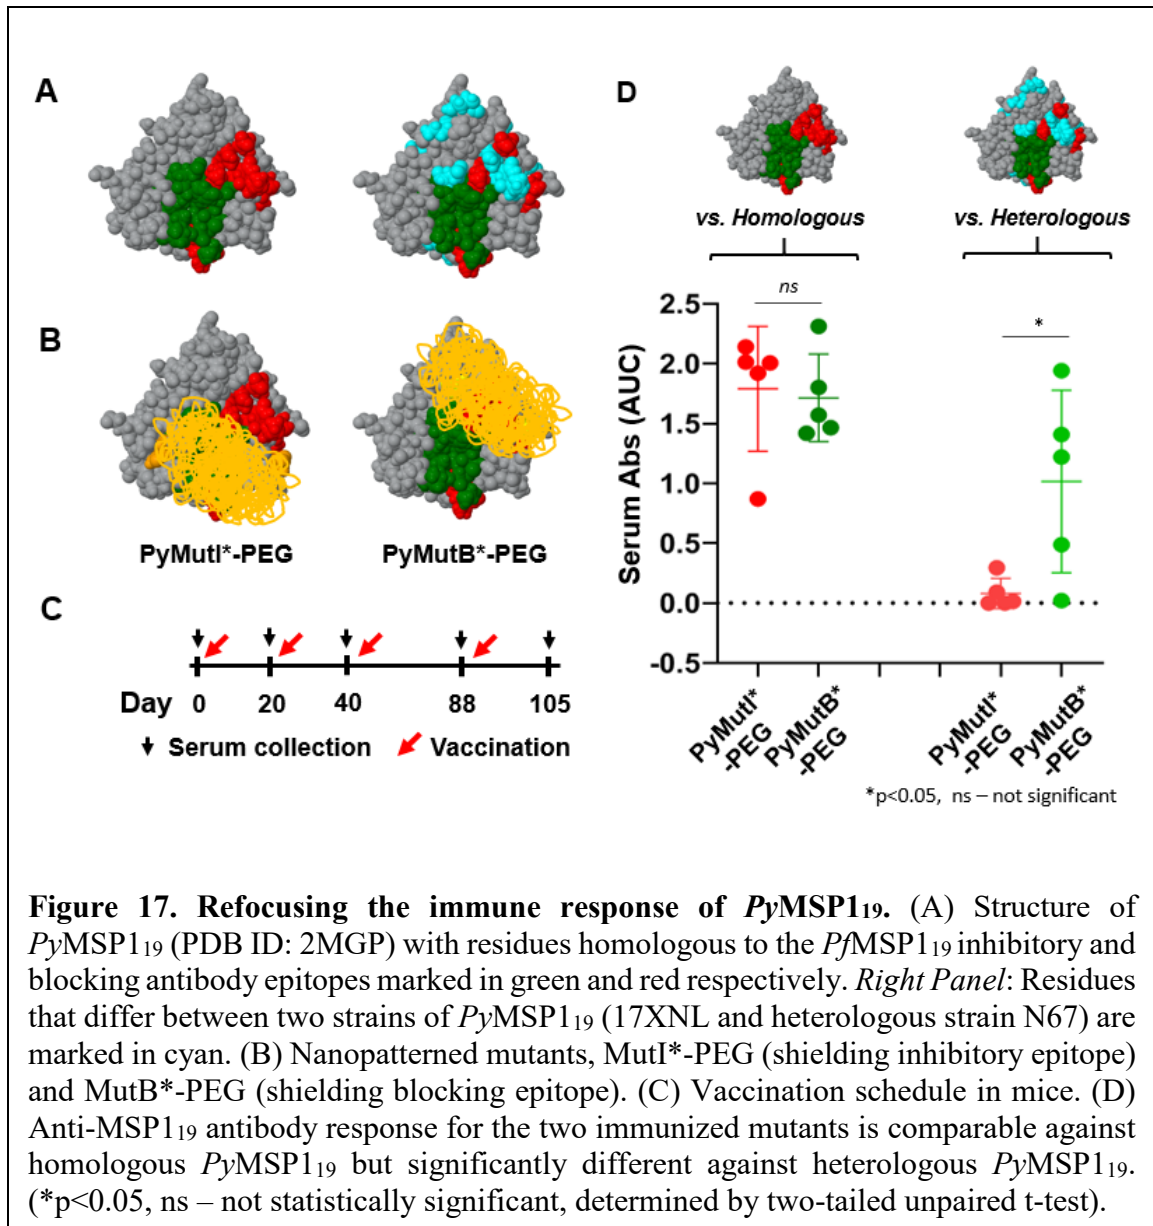 A
B
PyMutI*-PEG
PyMutB*-PEG
C
Day 0 20 40 88 105
Serum collection Vaccination
D
vs. Homologous
vs. Heterologous
ns
*
Serum Abs (AUC)
2.5
2.0
1.5
1.0
0.5
0.0
-0.5
PyMutI*
-PEG
PyMutB*
-PEG
PyMutI*
-PEG
PyMutB*
-PEG
*p<0.05, ns – not significant
Figure 17. Refocusing the immune response of PyMSP1₁₉. (A) Structure of
PyMSP1₁₉ (PDB ID: 2MGP) with residues homologous to the PfMSP1₁₉ inhibitory and
blocking antibody epitopes marked in green and red respectively. Right Panel: Residues
that differ between two strains of PyMSP1₁₉ (17XNL and heterologous strain N67) are
marked in cyan. (B) Nanopatterned mutants, MutI*-PEG (shielding inhibitory epitope)
and MutB*-PEG (shielding blocking epitope). (C) Vaccination schedule in mice. (D)
Anti-MSP1₁₉ antibody response for the two immunized mutants is comparable against
homologous PyMSP1₁₉ but significantly different against heterologous PyMSP1₁₉.
(*p<0.05, ns – not statistically significant, determined by two-tailed unpaired t-test).